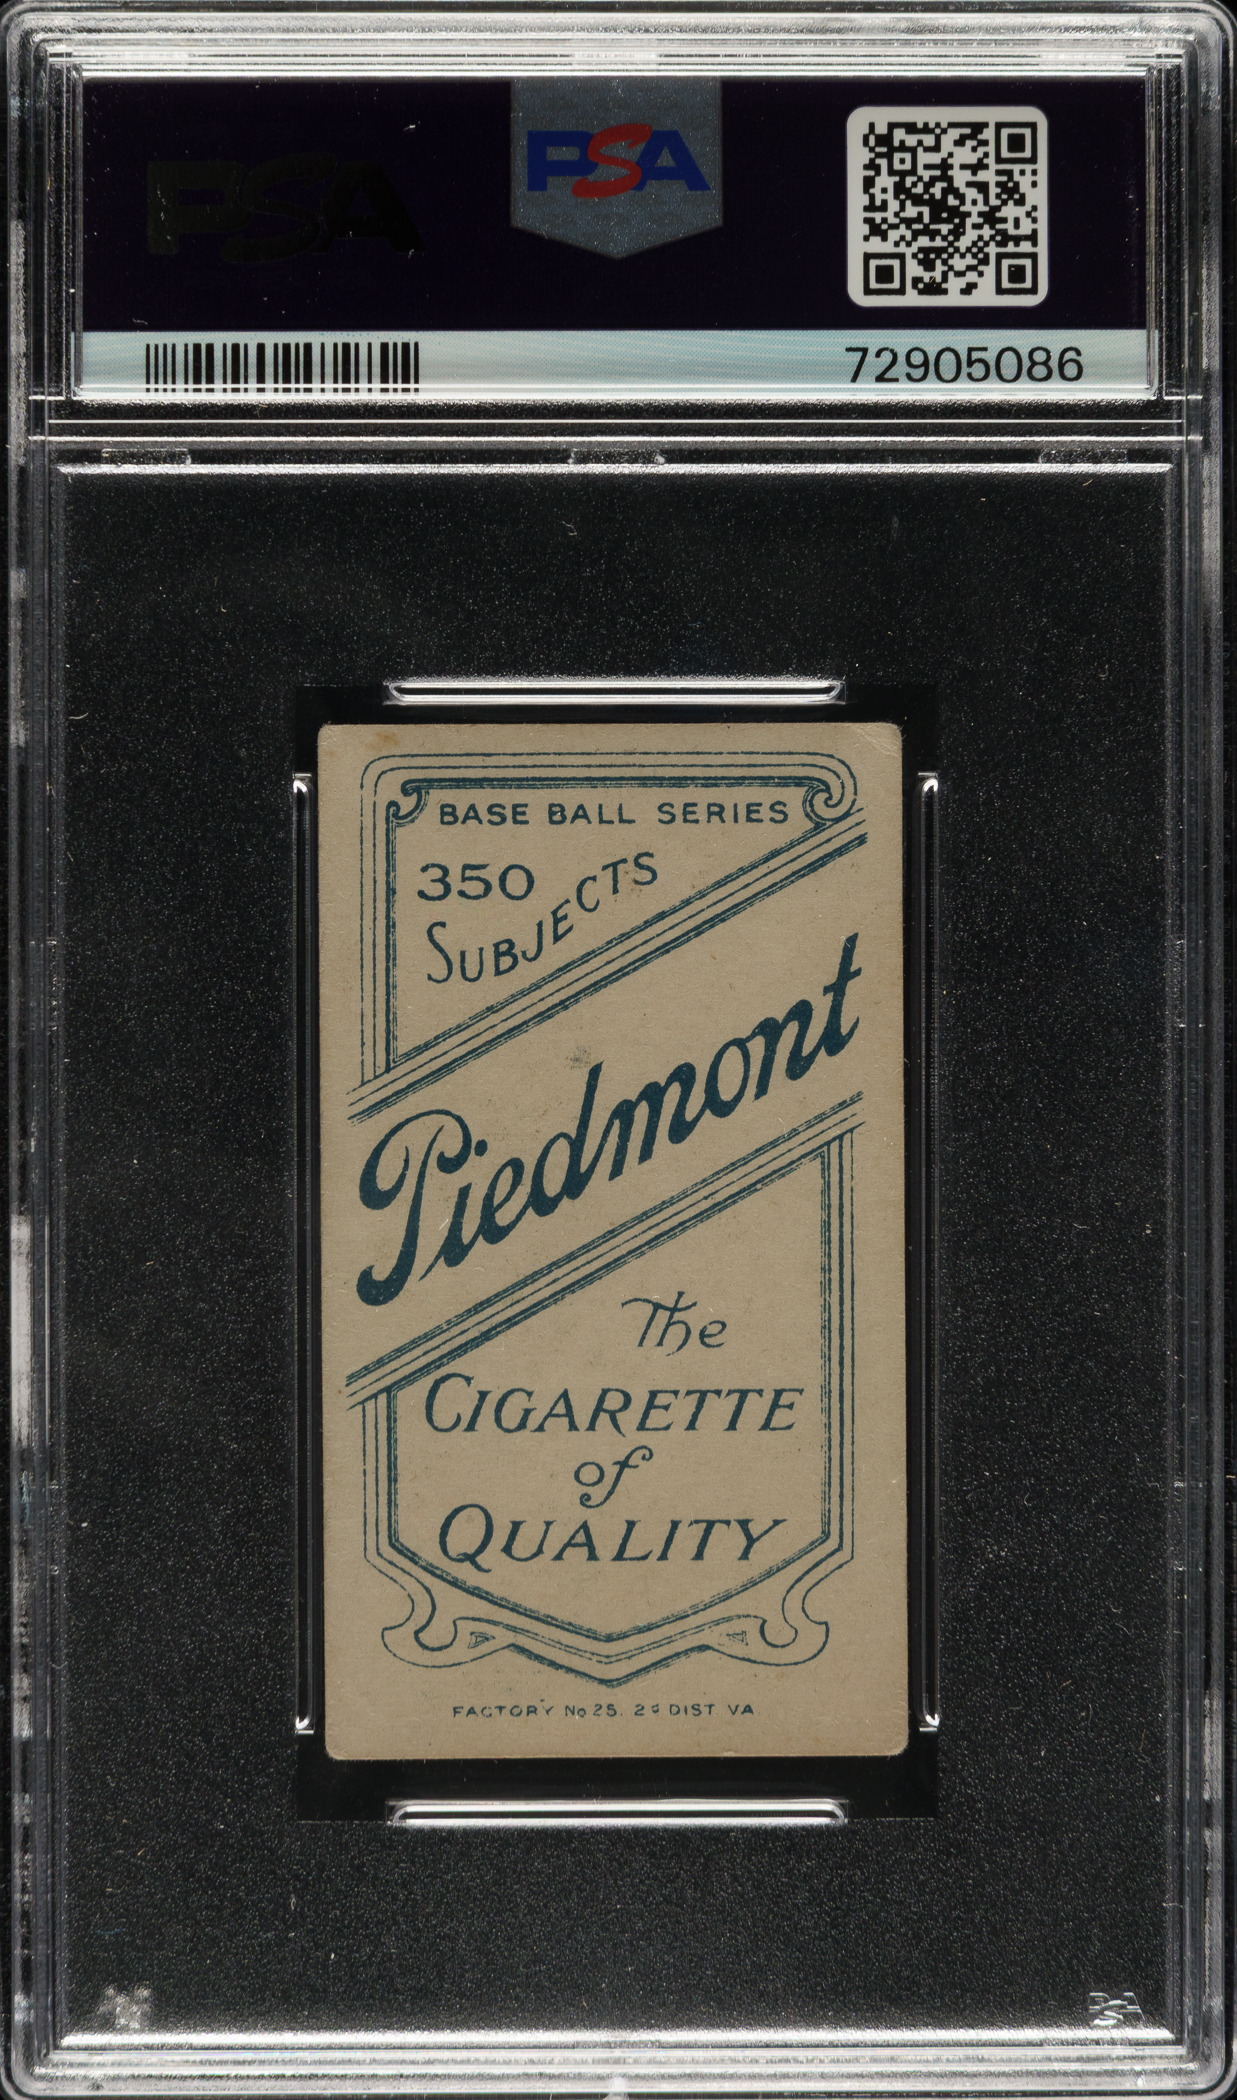 PSA
PSA
72905086
BASE BALL SERIES
350
SUBJECTS
Piedmont
The
CIGARETTE
of
QUALITY
FACTORY No 25. 2d DIST VA
PSA